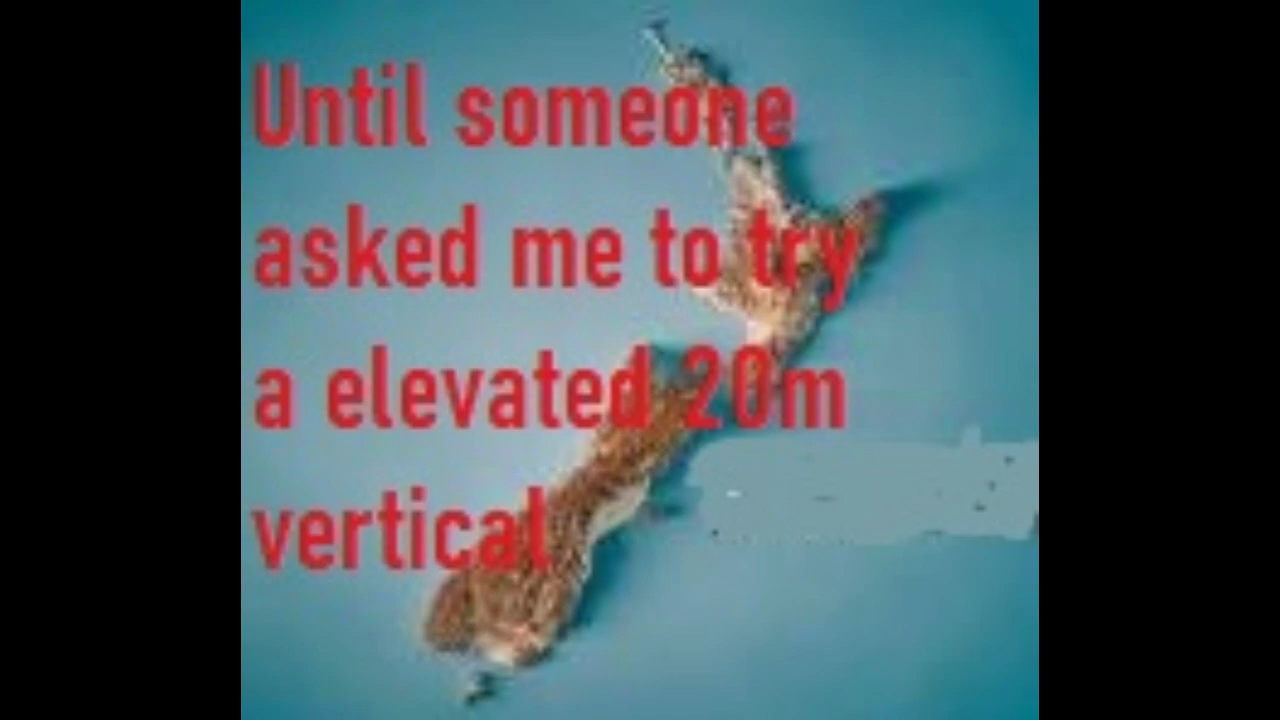 Until someone
asked me to try
a elevated 20m
vertical